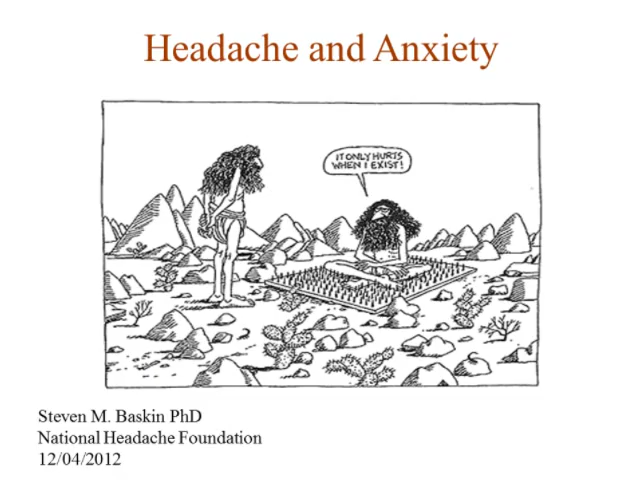 Headache and Anxiety
IT ONLY HURTS
WHEN I EXIST!
Steven M. Baskin PhD
National Headache Foundation
12/04/2012